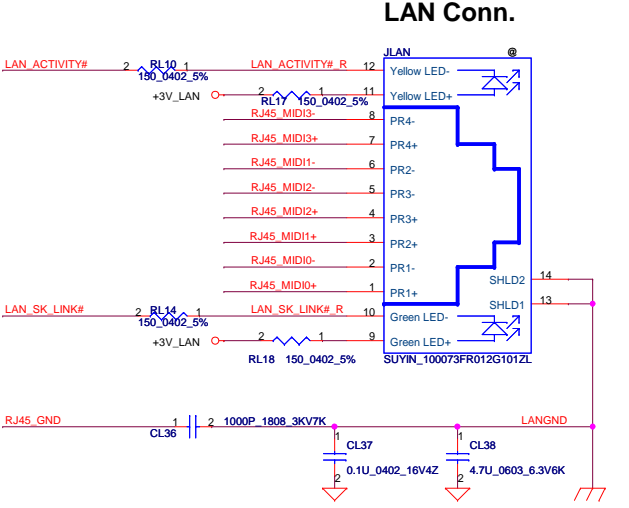 LAN Conn.
JLAN @
LAN_ACTIVITY# 2 RL10 1 LAN_ACTIVITY#_R 12 Yellow LED-
150_0402_5%
+3V_LAN 2 1 11 Yellow LED+
RL17 150_0402_5%
RJ45_MIDI3- 8 PR4-
RJ45_MIDI3+ 7 PR4+
RJ45_MIDI1- 6 PR2-
RJ45_MIDI2- 5 PR3-
RJ45_MIDI2+ 4 PR3+
RJ45_MIDI1+ 3 PR2+
RJ45_MIDI0- 2 PR1-
RJ45_MIDI0+ 1 PR1+
SHLD2 14
SHLD1 13
LAN_SK_LINK# 2 RL14 1 LAN_SK_LINK#_R 10 Green LED-
150_0402_5%
+3V_LAN 2 1 9 Green LED+
RL18 150_0402_5% SUYIN_100073FR012G101ZL
RJ45_GND 1 2 1000P_1808_3KV7K LANGND
CL36
1 CL37 1 CL38
2 0.1U_0402_16V4Z 2 4.7U_0603_6.3V6K